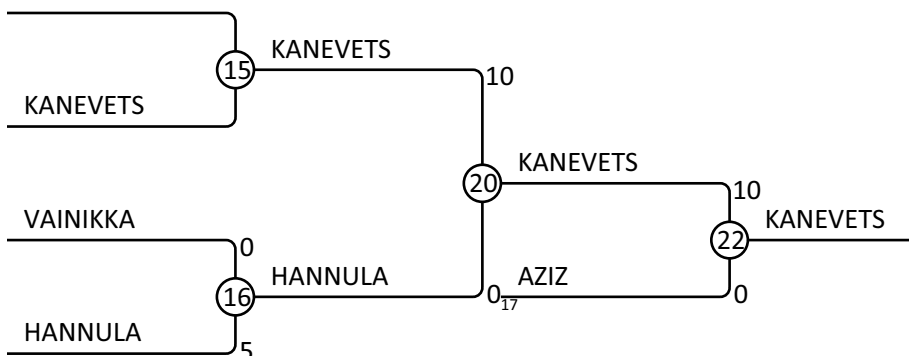 KANEVETS
15
10
KANEVETS
KANEVETS
20
10
VAINIKKA
KANEVETS
0
22
HANNULA
AZIZ
16
0
17
0
HANNULA
5